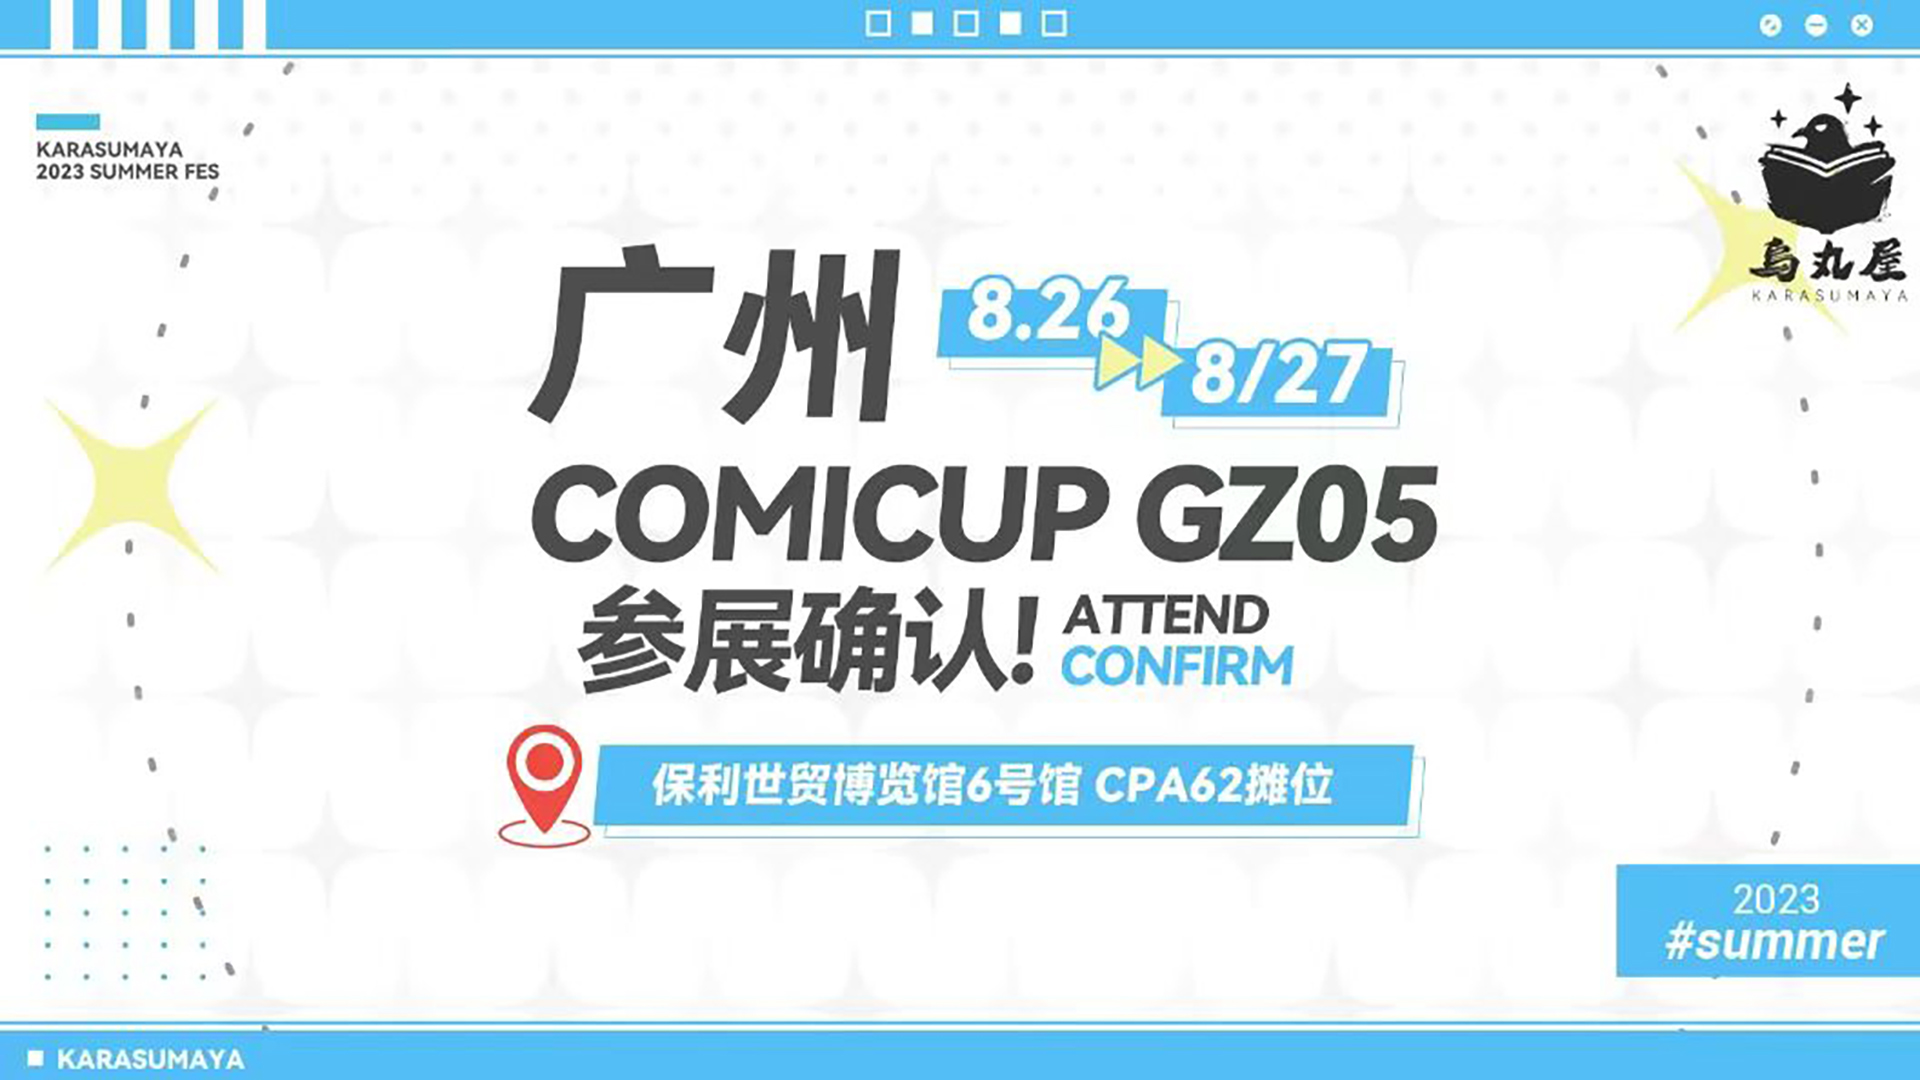 KARASUMAYA
2023 SUMMER FES
烏丸屋
KARASUMAYA
广州
8.26
8/27
COMICUP GZ05
参展确认!
ATTEND
CONFIRM
保利世贸博览馆6号馆 CPA62摊位
2023
#summer
KARASUMAYA